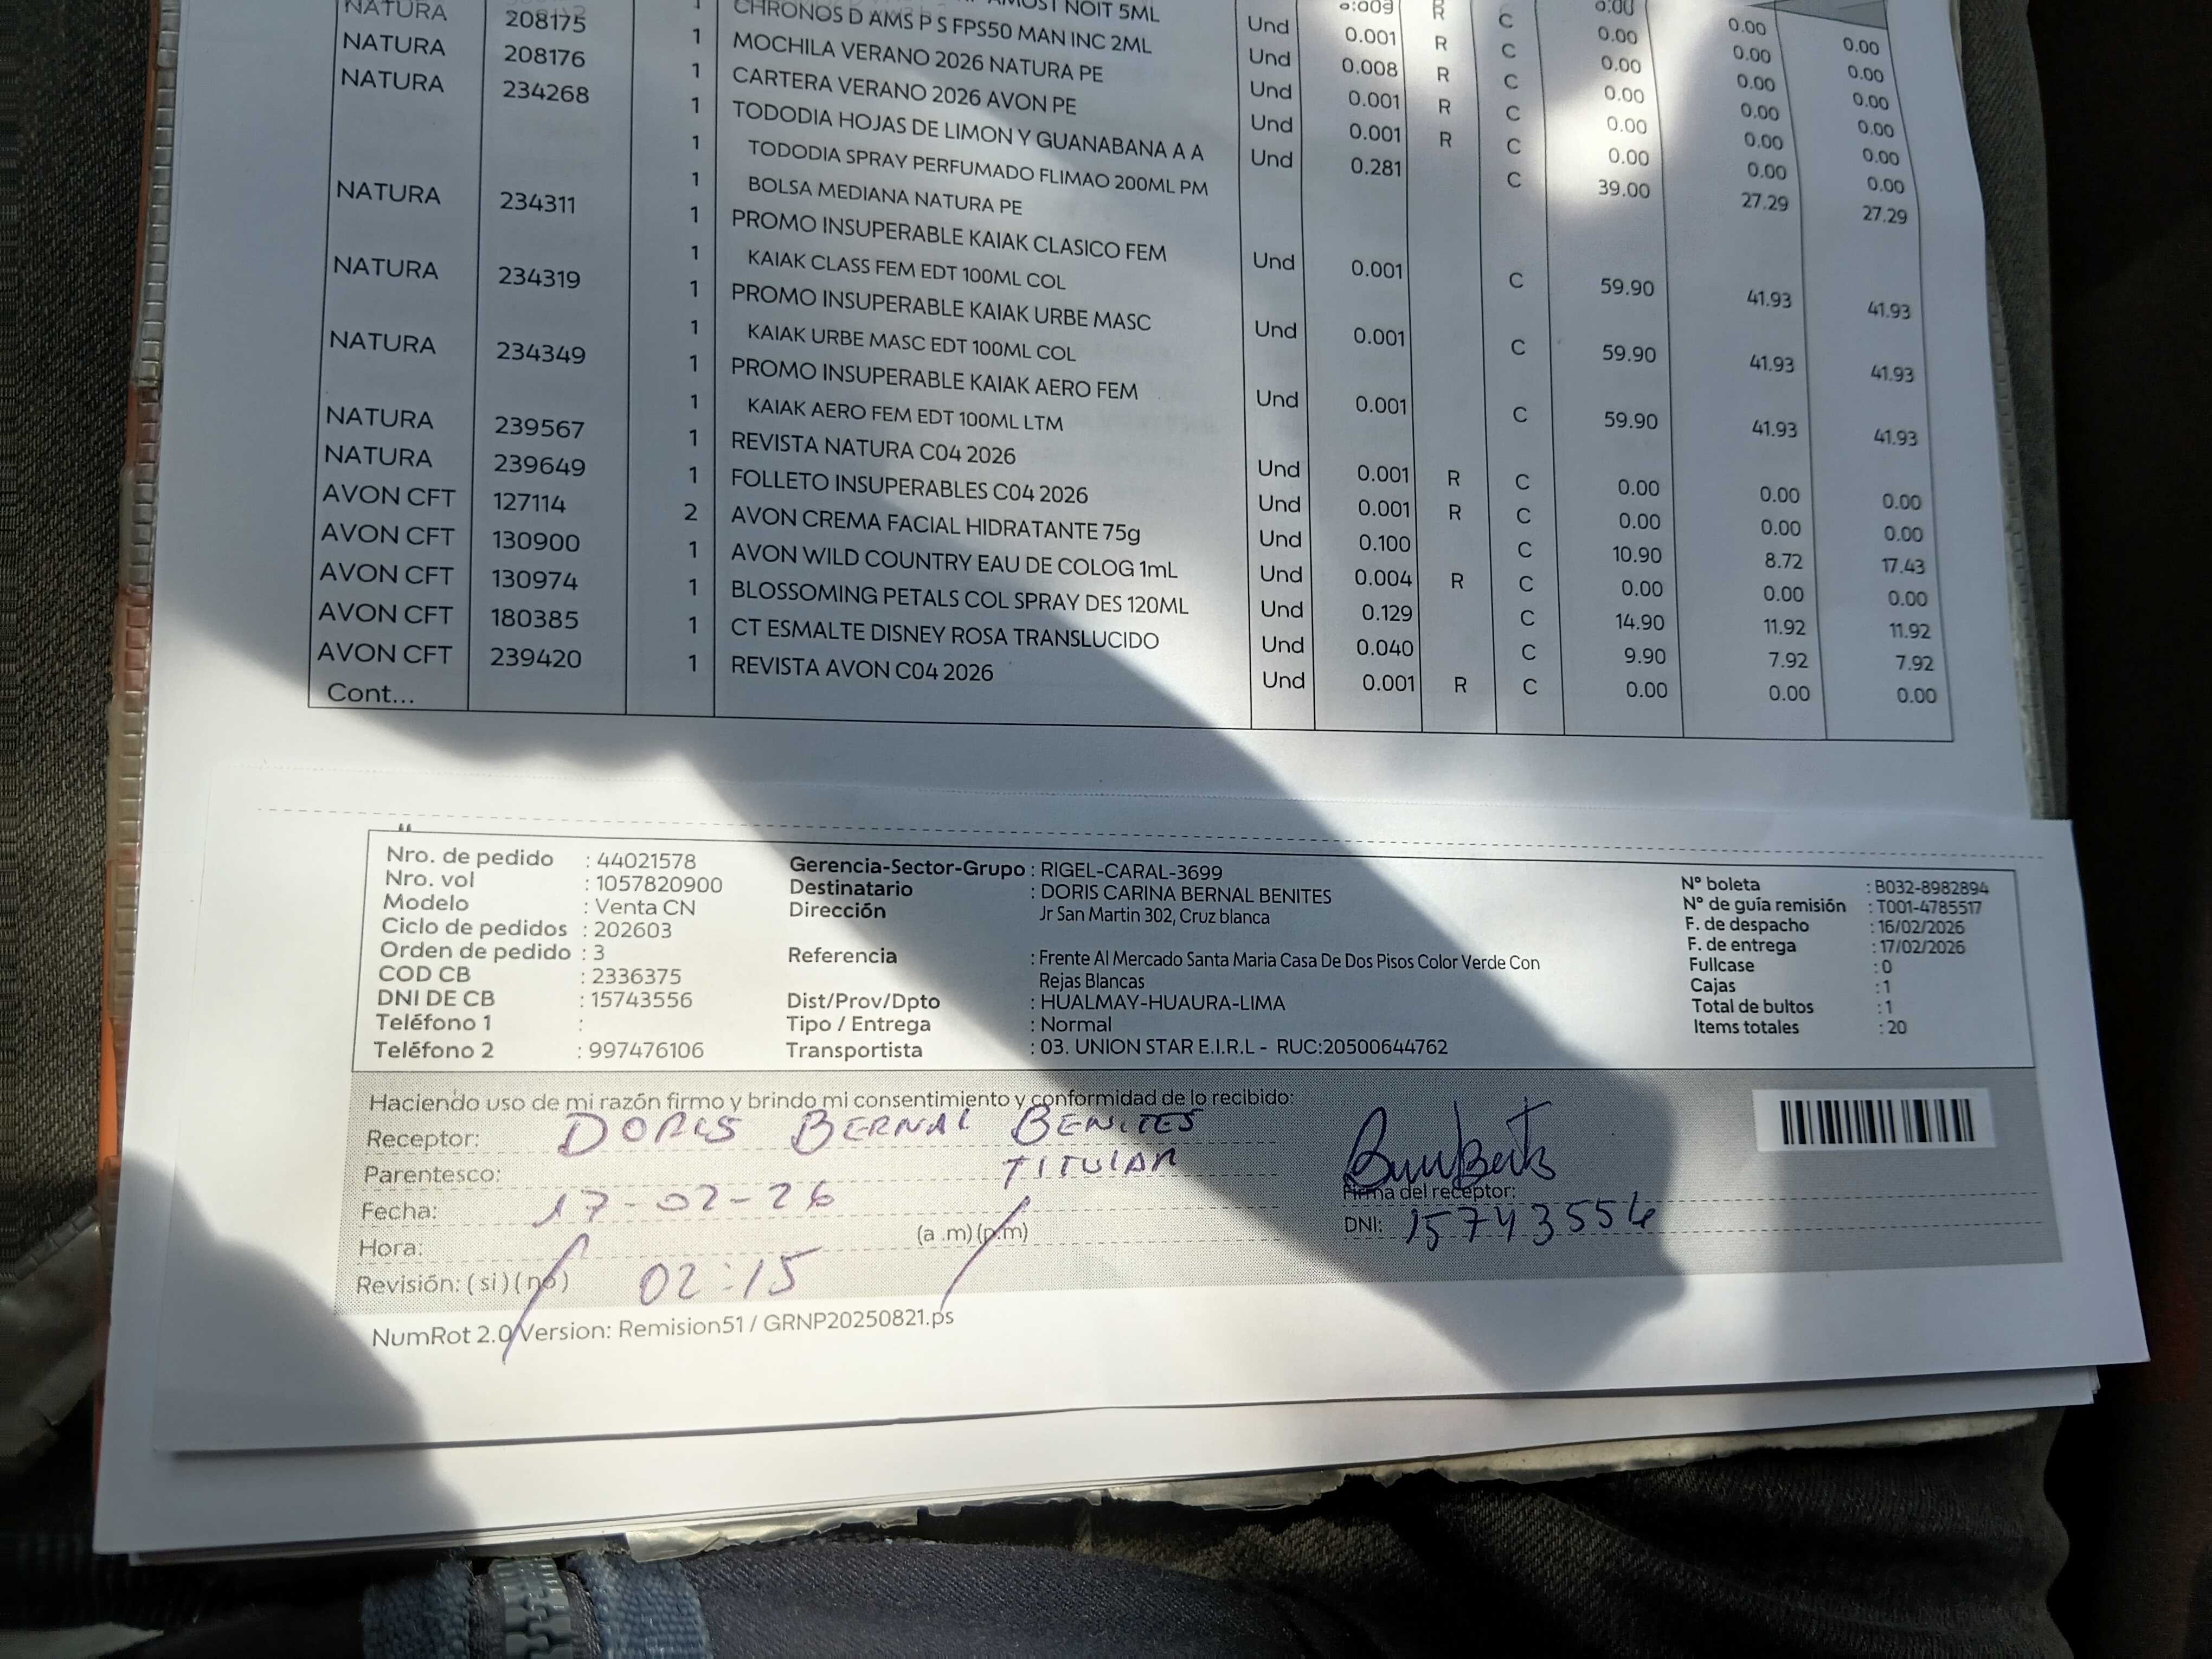 NOIT 5ML
NATURA 208175 1 CHRONOS D AMS P S FPS50 MAN INC 2ML Und 0.001 R C 0.00 0.00 0.00
NATURA 208176 1 MOCHILA VERANO 2026 NATURA PE Und 0.008 R C 0.00 0.00 0.00
NATURA 234268 1 CARTERA VERANO 2026 AVON PE Und 0.001 R C 0.00 0.00 0.00
1 TODODIA HOJAS DE LIMON Y GUANABANA A A Und 0.001 R C 0.00 0.00 0.00
1 TODODIA SPRAY PERFUMADO FLIMAO 200ML PM Und 0.281 C 39.00 27.29 27.29
1 BOLSA MEDIANA NATURA PE
NATURA 234311 1 PROMO INSUPERABLE KAIAK CLASICO FEM Und 0.001 C 59.90 41.93 41.93
1 KAIAK CLASS FEM EDT 100ML COL
NATURA 234319 1 PROMO INSUPERABLE KAIAK URBE MASC Und 0.001 C 59.90 41.93 41.93
1 KAIAK URBE MASC EDT 100ML COL
NATURA 234349 1 PROMO INSUPERABLE KAIAK AERO FEM Und 0.001 C 59.90 41.93 41.93
1 KAIAK AERO FEM EDT 100ML LTM
NATURA 239567 1 REVISTA NATURA C04 2026 Und 0.001 R C 0.00 0.00 0.00
NATURA 239649 1 FOLLETO INSUPERABLES C04 2026 Und 0.001 R C 0.00 0.00 0.00
AVON CFT 127114 2 AVON CREMA FACIAL HIDRATANTE 75g Und 0.100 C 10.90 8.72 17.43
AVON CFT 130900 1 AVON WILD COUNTRY EAU DE COLOG 1mL Und 0.004 R C 0.00 0.00 0.00
AVON CFT 130974 1 BLOSSOMING PETALS COL SPRAY DES 120ML Und 0.129 C 14.90 11.92 11.92
AVON CFT 180385 1 CT ESMALTE DISNEY ROSA TRANSLUCIDO Und 0.040 C 9.90 7.92 7.92
AVON CFT 239420 1 REVISTA AVON C04 2026 Und 0.001 R C 0.00 0.00 0.00
Cont...
Nro. de pedido : 44021578
Nro. vol : 1057820900
Modelo : Venta CN
Ciclo de pedidos : 202603
Orden de pedido : 3
COD CB : 2336375
DNI DE CB : 15743556
Teléfono 1 :
Teléfono 2 : 997476106
Gerencia-Sector-Grupo : RIGEL-CARAL-3699
Destinatario : DORIS CARINA BERNAL BENITES
Dirección Jr San Martin 302, Cruz blanca
Referencia : Frente Al Mercado Santa Maria Casa De Dos Pisos Color Verde Con
Rejas Blancas
Dist/Prov/Dpto : HUALMAY-HUAURA-LIMA
Tipo / Entrega : Normal
Transportista : 03. UNION STAR E.I.R.L - RUC:20500644762
N° boleta : B032-8982894
N° de guía remisión : T001-4785517
F. de despacho : 16/02/2026
F. de entrega : 17/02/2026
Fullcase : 0
Cajas : 1
Total de bultos : 1
Items totales : 20
Haciendo uso de mi razón firmo y brindo mi consentimiento y conformidad de lo recibido:
Receptor: DORIS BERNAL BENITES
Parentesco: TITULAR
Fecha: 17-02-26
Hora: 02:15 (a .m) (p.m)
Revisión: (si) (no)
Firma del receptor:
DNI: 15743556
NumRot 2.0 Version: Remision51 / GRNP20250821.ps